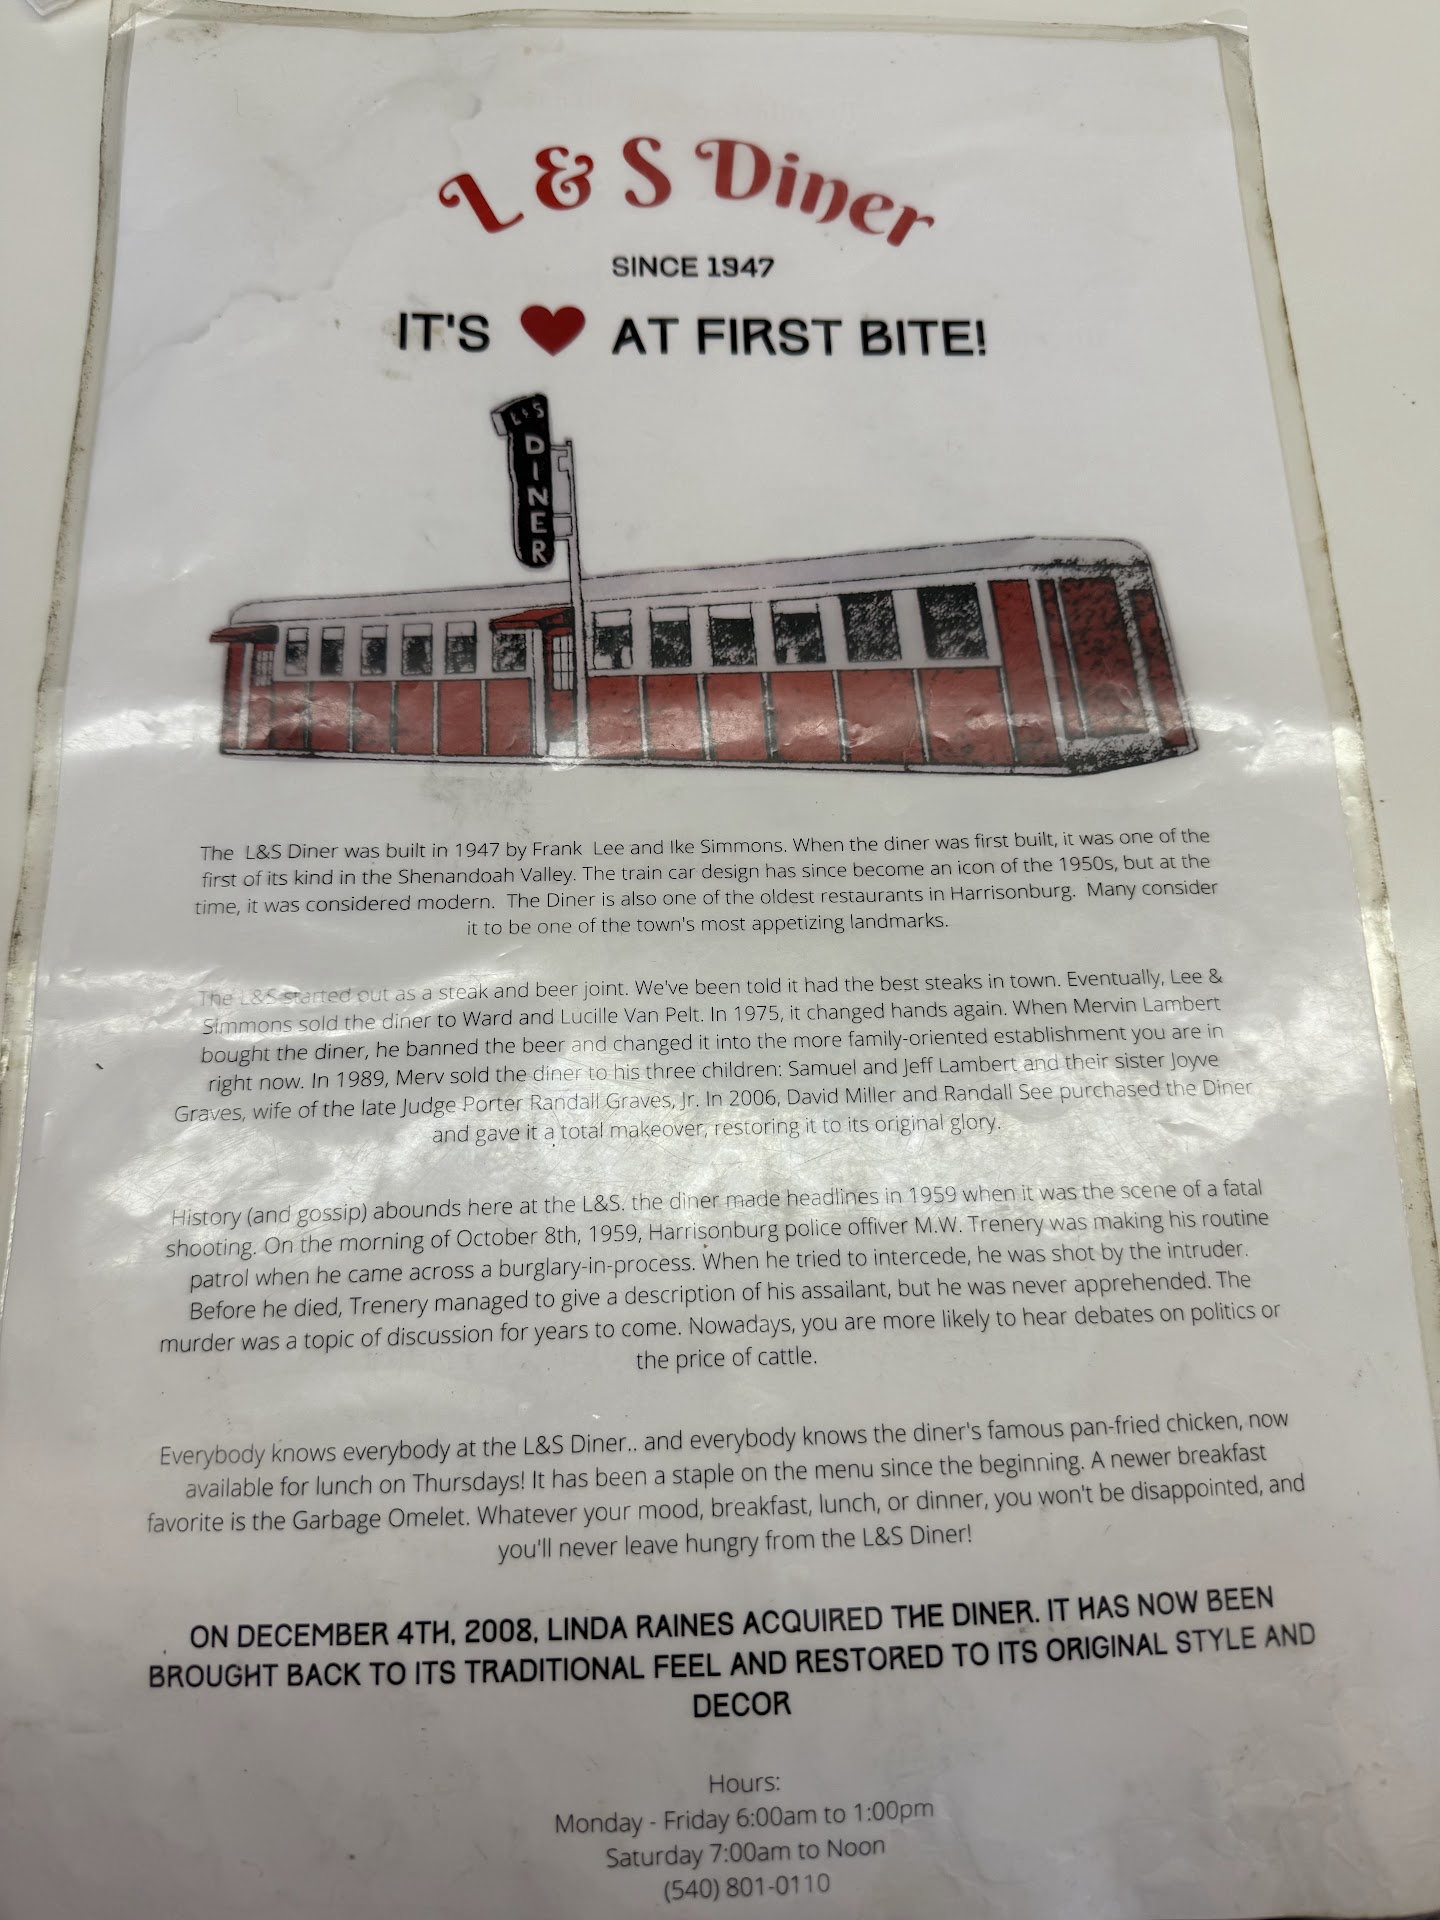 L & S Diner
SINCE 1947
IT'S ❤ AT FIRST BITE!
L&S
DINER
The L&S Diner was built in 1947 by Frank Lee and Ike Simmons. When the diner was first built, it was one of the
first of its kind in the Shenandoah Valley. The train car design has since become an icon of the 1950s, but at the
time, it was considered modern. The Diner is also one of the oldest restaurants in Harrisonburg. Many consider
it to be one of the town's most appetizing landmarks.
The L&S started out as a steak and beer joint. We've been told it had the best steaks in town. Eventually, Lee &
Simmons sold the diner to Ward and Lucille Van Pelt. In 1975, it changed hands again. When Mervin Lambert
bought the diner, he banned the beer and changed it into the more family-oriented establishment you are in
right now. In 1989, Merv sold the diner to his three children: Samuel and Jeff Lambert and their sister Joyve
Graves, wife of the late Judge Porter Randall Graves, Jr. In 2006, David Miller and Randall See purchased the Diner
and gave it a total makeover, restoring it to its original glory.
History (and gossip) abounds here at the L&S. the diner made headlines in 1959 when it was the scene of a fatal
shooting. On the morning of October 8th, 1959, Harrisonburg police offiver M.W. Trenery was making his routine
patrol when he came across a burglary-in-process. When he tried to intercede, he was shot by the intruder.
Before he died, Trenery managed to give a description of his assailant, but he was never apprehended. The
murder was a topic of discussion for years to come. Nowadays, you are more likely to hear debates on politics or
the price of cattle.
Everybody knows everybody at the L&S Diner.. and everybody knows the diner's famous pan-fried chicken, now
available for lunch on Thursdays! It has been a staple on the menu since the beginning. A newer breakfast
favorite is the Garbage Omelet. Whatever your mood, breakfast, lunch, or dinner, you won't be disappointed, and
you'll never leave hungry from the L&S Diner!
ON DECEMBER 4TH, 2008, LINDA RAINES ACQUIRED THE DINER. IT HAS NOW BEEN
BROUGHT BACK TO ITS TRADITIONAL FEEL AND RESTORED TO ITS ORIGINAL STYLE AND
DECOR
Hours:
Monday - Friday 6:00am to 1:00pm
Saturday 7:00am to Noon
(540) 801-0110